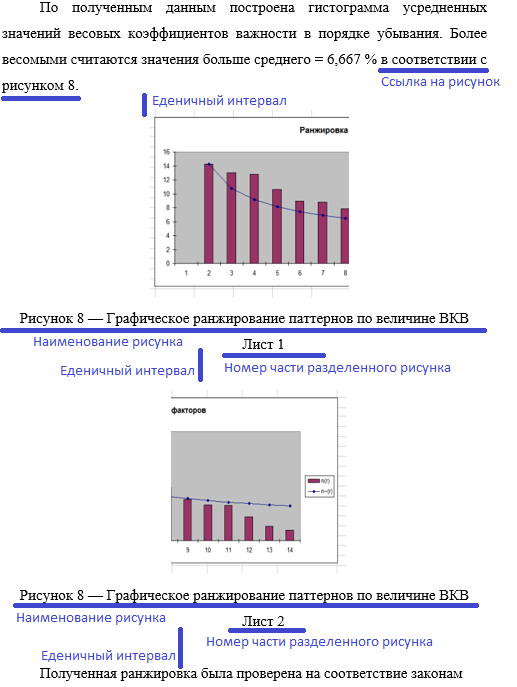 По полученным данным построена гистограмма усредненных
значений весовых коэффициентов важности в порядке убывания. Более
весомыми считаются значения больше среднего = 6,667 % в соответствии с
рисунком 8.
Ссылка на рисунок
Еденичный интервал
Ранжировка
16
14
12
10
8
6
4
2
0
1 2 3 4 5 6 7 8
Рисунок 8 — Графическое ранжирование паттернов по величине ВКВ
Наименование рисунка
Лист 1
Еденичный интервал
Номер части разделенного рисунка
факторов
n(r)
n~(r)
9 10 11 12 13 14
Рисунок 8 — Графическое ранжирование паттернов по величине ВКВ
Наименование рисунка
Лист 2
Номер части разделенного рисунка
Еденичный интервал
Полученная ранжировка была проверена на соответствие законам